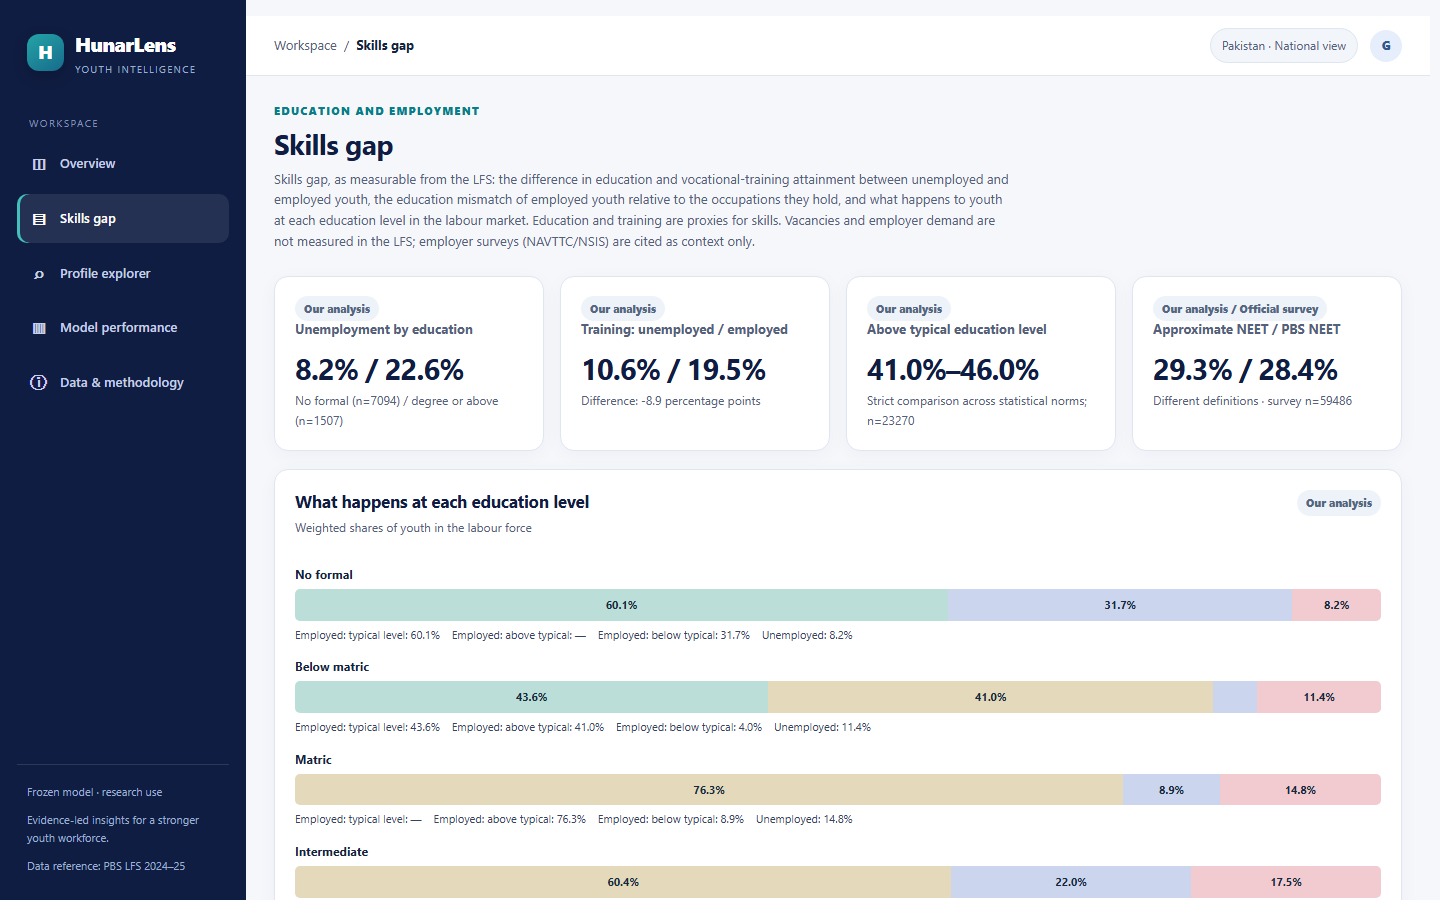 H HunarLens
YOUTH INTELLIGENCE
WORKSPACE
Overview
Skills gap
Profile explorer
Model performance
Data & methodology
Frozen model · research use
Evidence-led insights for a stronger
youth workforce.
Data reference: PBS LFS 2024–25
Workspace / Skills gap
Pakistan · National view
G
EDUCATION AND EMPLOYMENT
Skills gap
Skills gap, as measurable from the LFS: the difference in education and vocational-training attainment between unemployed and
employed youth, the education mismatch of employed youth relative to the occupations they hold, and what happens to youth
at each education level in the labour market. Education and training are proxies for skills. Vacancies and employer demand are
not measured in the LFS; employer surveys (NAVTTC/NSIS) are cited as context only.
Our analysis
Unemployment by education
8.2% / 22.6%
No formal (n=7094) / degree or above
(n=1507)
Our analysis
Training: unemployed / employed
10.6% / 19.5%
Difference: -8.9 percentage points
Our analysis
Above typical education level
41.0%–46.0%
Strict comparison across statistical norms;
n=23270
Our analysis / Official survey
Approximate NEET / PBS NEET
29.3% / 28.4%
Different definitions · survey n=59486
What happens at each education level
Our analysis
Weighted shares of youth in the labour force
No formal
60.1% 31.7% 8.2%
Employed: typical level: 60.1% Employed: above typical: — Employed: below typical: 31.7% Unemployed: 8.2%
Below matric
43.6% 41.0% 11.4%
Employed: typical level: 43.6% Employed: above typical: 41.0% Employed: below typical: 4.0% Unemployed: 11.4%
Matric
76.3% 8.9% 14.8%
Employed: typical level: — Employed: above typical: 76.3% Employed: below typical: 8.9% Unemployed: 14.8%
Intermediate
60.4% 22.0% 17.5%